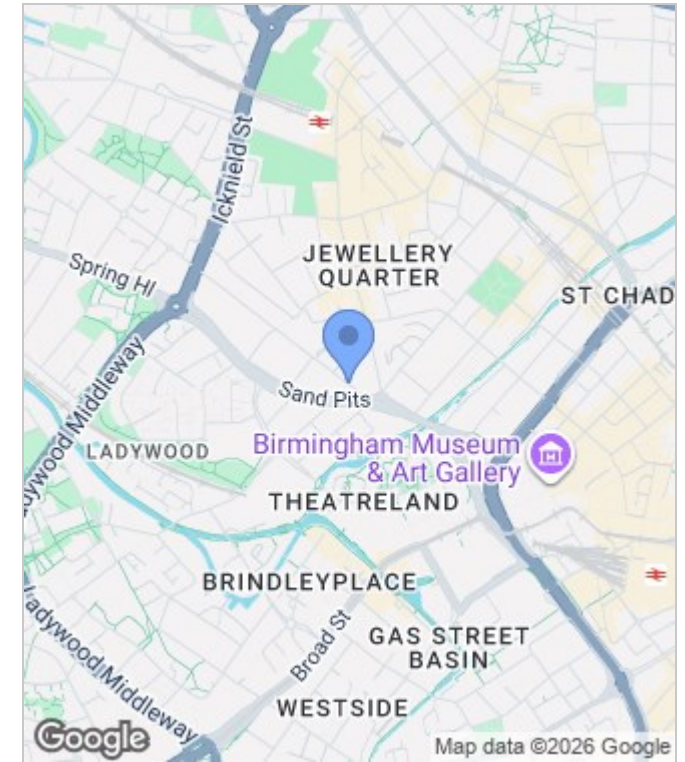 Icknield St
JEWELLERY
QUARTER
Spring Hl
ST CHAD
Sand Pits
Ladywood Middleway
LADYWOOD
Birmingham Museum
& Art Gallery
THEATRELAND
BRINDLEYPLACE
Ladywood Middleway
Broad St
GAS STREET
BASIN
WESTSIDE
Google
Map data ©2026 Google